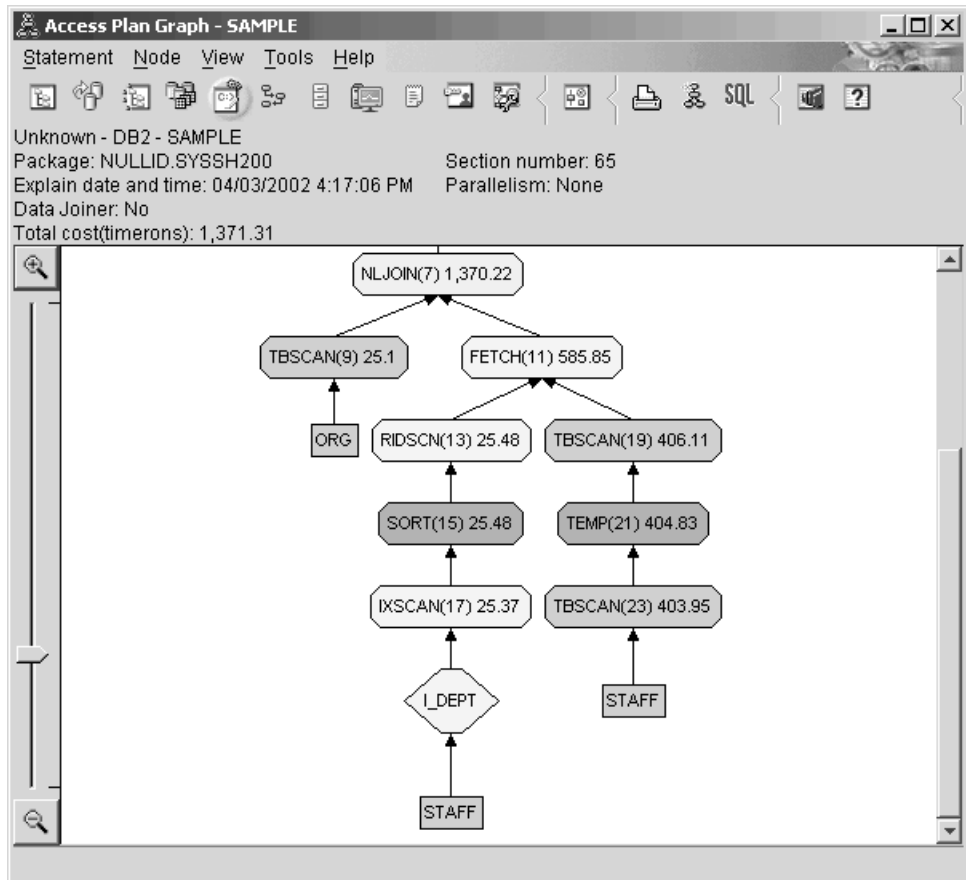 Access Plan Graph - SAMPLE
Statement Node View Tools Help
SQL ?
Unknown - DB2 - SAMPLE
Package: NULLID.SYSSH200 Section number: 65
Explain date and time: 04/03/2002 4:17:06 PM Parallelism: None
Data Joiner: No
Total cost(timerons): 1,371.31
NLJOIN(7) 1,370.22
TBSCAN(9) 25.1 FETCH(11) 585.85
ORG RIDSCN(13) 25.48 TBSCAN(19) 406.11
SORT(15) 25.48 TEMP(21) 404.83
IXSCAN(17) 25.37 TBSCAN(23) 403.95
I_DEPT STAFF
STAFF